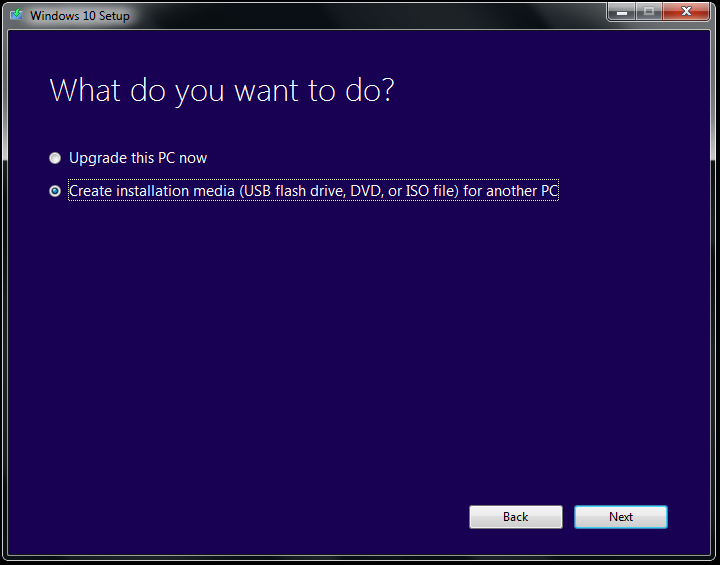 Windows 10 Setup
What do you want to do?
Upgrade this PC now
Create installation media (USB flash drive, DVD, or ISO file) for another PC
Back
Next